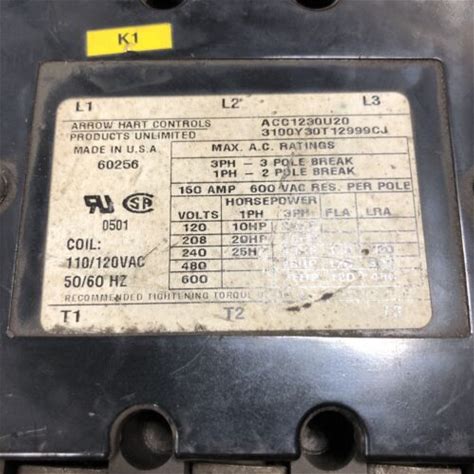 K1
L1 L2 L3
ARROW HART CONTROLS ACC1230U20
PRODUCTS UNLIMITED 3100Y30T12999CJ
MADE IN U.S.A
60256
MAX. A.C. RATINGS
3PH - 3 POLE BREAK
1PH - 2 POLE BREAK
150 AMP 600 VAC RES. PER POLE
HORSEPOWER
VOLTS 1PH 3PH FLA LRA
120 10HP
208 20HP
240 25H
480
600
0501
COIL:
110/120VAC
50/60 HZ
RECOMMENDED TIGHTENING TORQUE
T1 T2